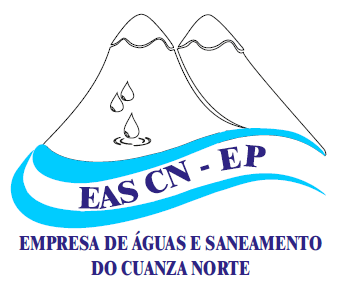 EAS CN - EP
EMPRESA DE ÁGUAS E SANEAMENTO
DO CUANZA NORTE